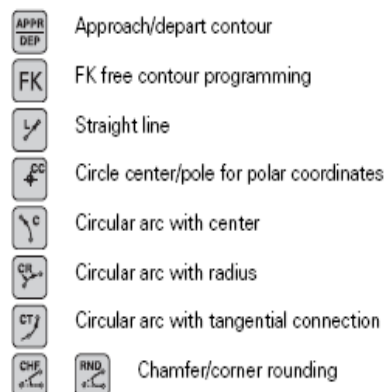 APPR DEP Approach/depart contour
FK FK free contour programming
L Straight line
CC Circle center/pole for polar coordinates
C Circular arc with center
CR Circular arc with radius
CT Circular arc with tangential connection
CHF RND Chamfer/corner rounding